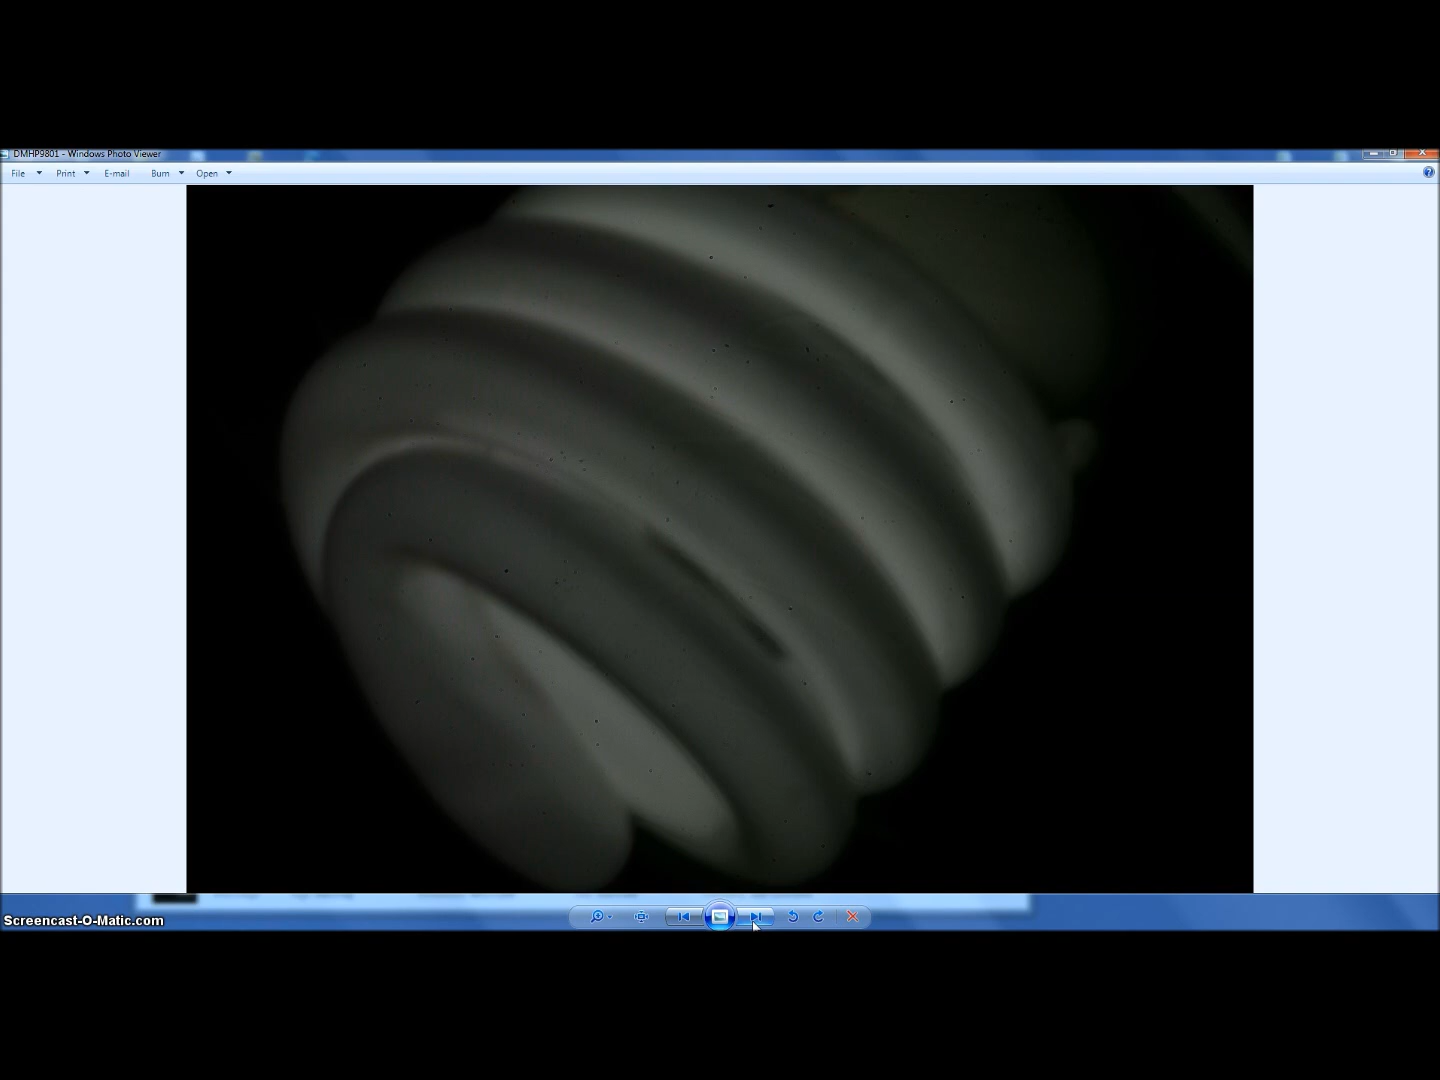 DMHP9801 - Windows Photo Viewer
File Print E-mail Burn Open
Screencast-O-Matic.com